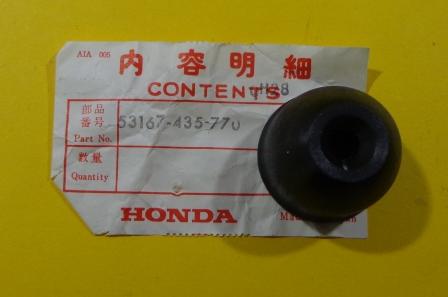 AIA 005
内容明細
CONTENTS
部品
番号
Part No.
53167-435-770
数量
Quantity
HONDA